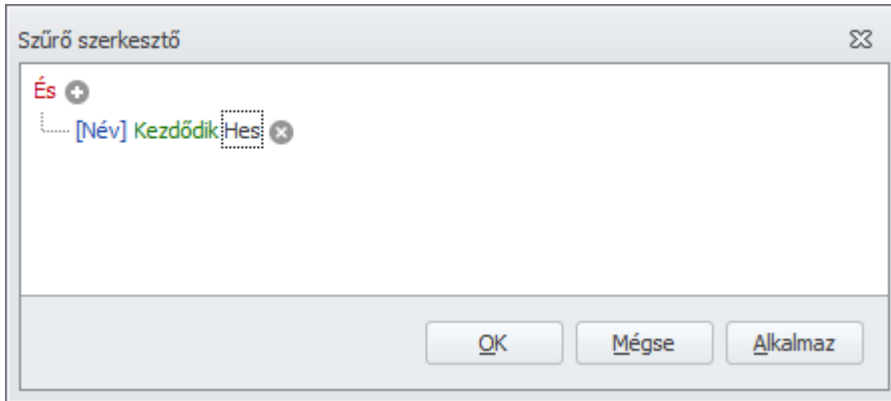 Szűrő szerkesztő
És
[Név] Kezdődik Hes
OK Mégse Alkalmaz